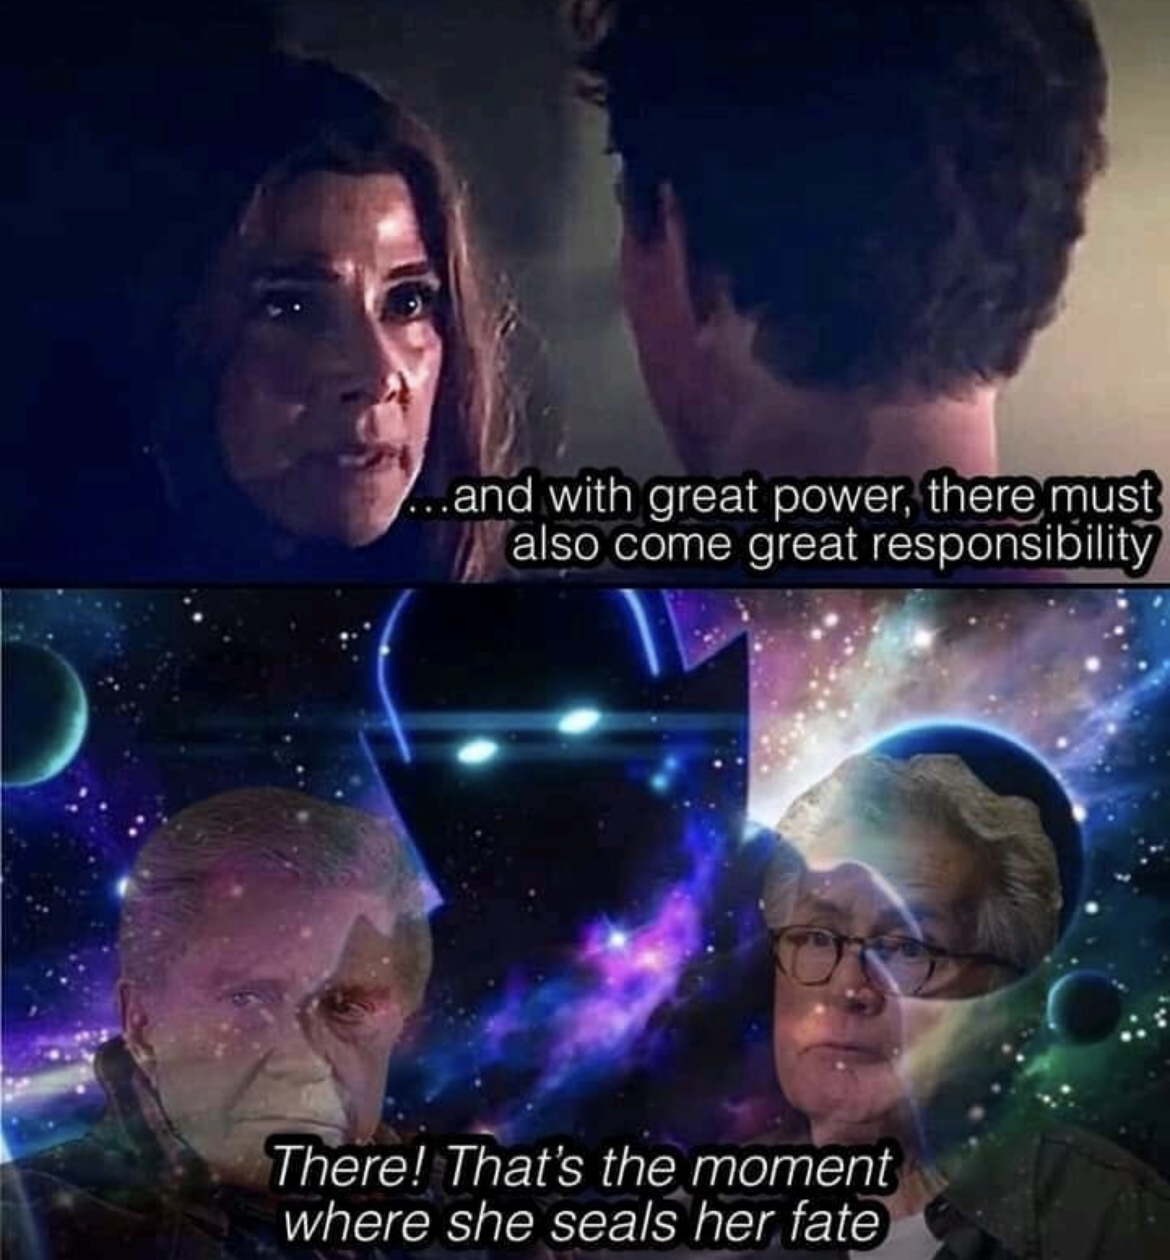 ...and with great power, there must
also come great responsibility
There! That's the moment
where she seals her fate